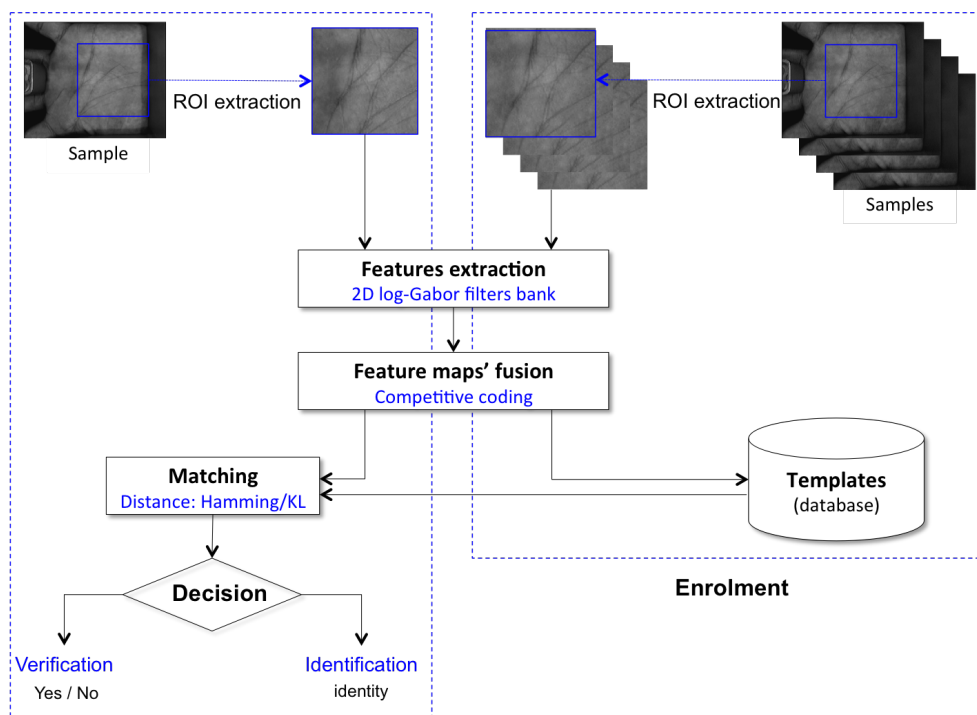 ROI extraction
ROI extraction
Sample
Samples
Features extraction
2D log-Gabor filters bank
Feature maps’ fusion
Competitive coding
Matching
Distance: Hamming/KL
Templates
(database)
Decision
Enrolment
Verification
Yes / No
Identification
identity